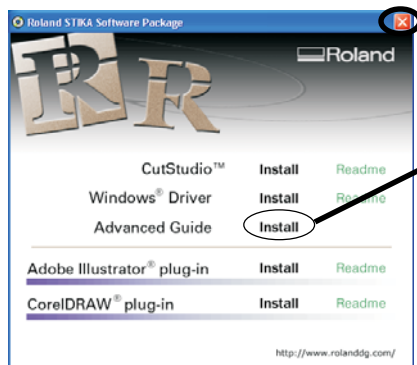 Roland STIKA Software Package
Roland
R R
CutStudio™ Install Readme
Windows® Driver Install Readme
Advanced Guide Install
Adobe Illustrator® plug-in Install Readme
CorelDRAW® plug-in Install Readme
http://www.rolanddg.com/